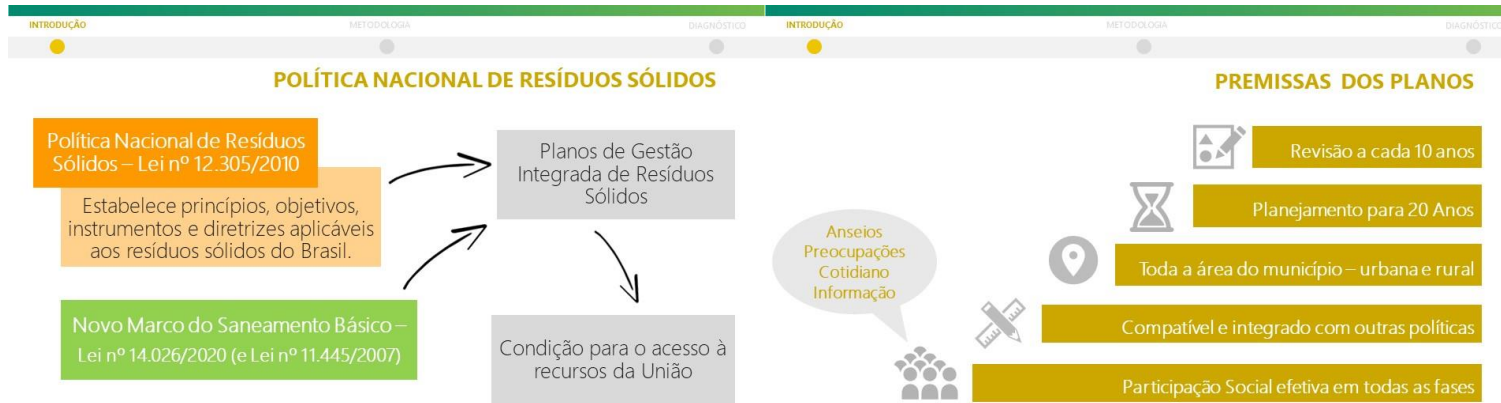 INTRODUÇÃO
METODOLOGIA
DIAGNÓSTICO
POLÍTICA NACIONAL DE RESÍDUOS SÓLIDOS
Política Nacional de Resíduos
Sólidos – Lei nº 12.305/2010
Estabelece princípios, objetivos,
instrumentos e diretrizes aplicáveis
aos resíduos sólidos do Brasil.
Novo Marco do Saneamento Básico –
Lei nº 14.026/2020 (e Lei nº 11.445/2007)
Planos de Gestão
Integrada de Resíduos
Sólidos
Condição para o acesso à
recursos da União
INTRODUÇÃO
METODOLOGIA
DIAGNÓSTICO
PREMISSAS DOS PLANOS
Revisão a cada 10 anos
Planejamento para 20 Anos
Toda a área do município – urbana e rural
Compatível e integrado com outras políticas
Participação Social efetiva em todas as fases
Anseios
Preocupações
Cotidiano
Informação